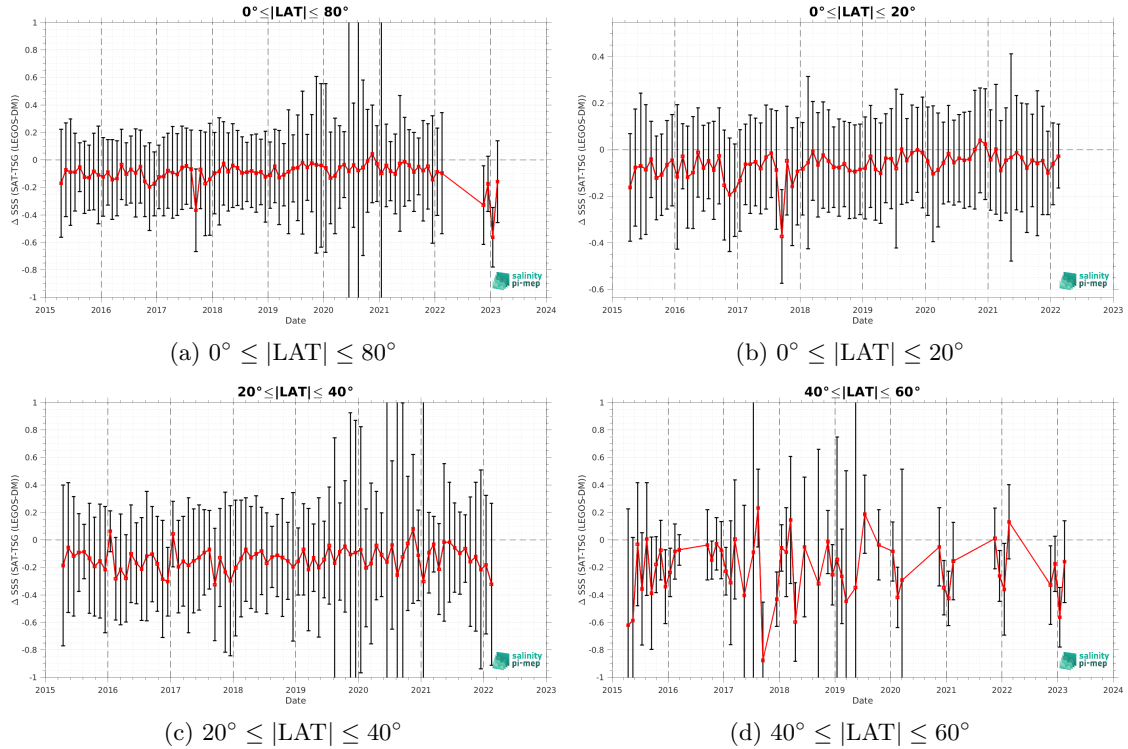 0°≤|LAT|≤ 80°
1
0.8
0.6
0.4
0.2
0
-0.2
-0.4
-0.6
-0.8
-1
Δ SSS (SAT-TSG (LEGOS-DM))
2015 2016 2017 2018 2019 2020 2021 2022 2023 2024
Date
salinity
pi-mep
(a) 0° ≤ |LAT| ≤ 80°
0°≤|LAT|≤ 20°
0.4
0.2
0
-0.2
-0.4
-0.6
Δ SSS (SAT-TSG (LEGOS-DM))
2015 2016 2017 2018 2019 2020 2021 2022 2023
Date
salinity
pi-mep
(b) 0° ≤ |LAT| ≤ 20°
20°≤|LAT|≤ 40°
1
0.8
0.6
0.4
0.2
0
-0.2
-0.4
-0.6
-0.8
-1
Δ SSS (SAT-TSG (LEGOS-DM))
2015 2016 2017 2018 2019 2020 2021 2022 2023
Date
salinity
pi-mep
(c) 20° ≤ |LAT| ≤ 40°
40°≤|LAT|≤ 60°
1
0.8
0.6
0.4
0.2
0
-0.2
-0.4
-0.6
-0.8
-1
Δ SSS (SAT-TSG (LEGOS-DM))
2015 2016 2017 2018 2019 2020 2021 2022 2023 2024
Date
salinity
pi-mep
(d) 40° ≤ |LAT| ≤ 60°